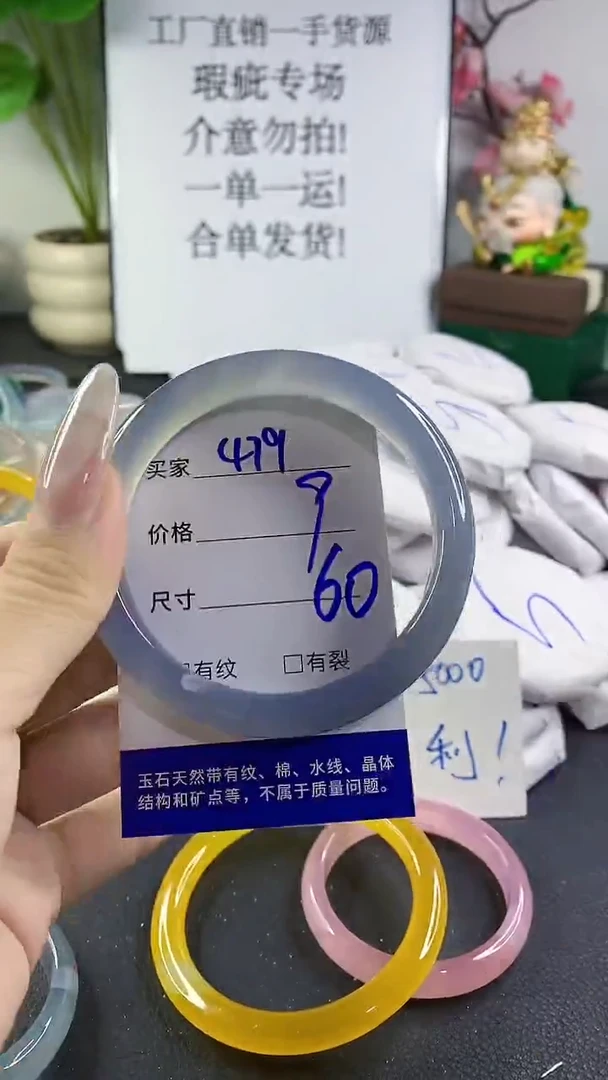 工厂直销一手货源
瑕疵专场
介意勿拍!
一单一运!
合单发货!
买家 479
价格 9
尺寸 60
有纹 □有裂
5000
利!
玉石天然带有纹、棉、水线、晶体
结构和矿点等，不属于质量问题。